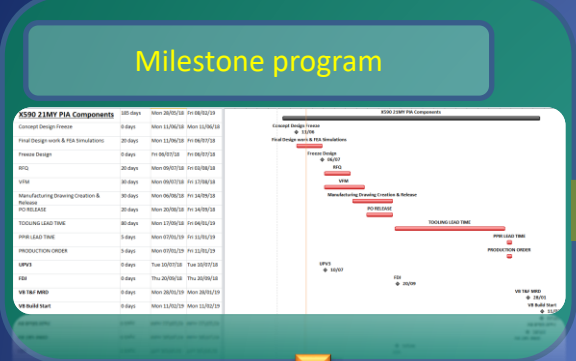 Milestone program
X590 21MY PIA Components 185 days Mon 28/05/18 Fri 08/02/19
Concept Design Freeze 0 days Mon 11/06/18 Mon 11/06/18
Final Design work & FEA Simulations 20 days Mon 11/06/18 Fri 06/07/18
Freeze Design 0 days Fri 06/07/18 Fri 06/07/18
RFQ 20 days Mon 09/07/18 Fri 03/08/18
VFM 30 days Mon 09/07/18 Fri 17/08/18
Manufacturing Drawing Creation & Release 30 days Mon 06/08/18 Fri 14/09/18
PO RELEASE 20 days Mon 20/08/18 Fri 14/09/18
TOOLING LEAD TIME 80 days Mon 17/09/18 Fri 04/01/19
PPIR LEAD TIME 5 days Mon 07/01/19 Fri 11/01/19
PRODUCTION ORDER 5 days Mon 07/01/19 Fri 11/01/19
UPV3 0 days Tue 10/07/18 Tue 10/07/18
FEU 0 days Thu 20/09/18 Thu 20/09/18
VB T&F MRD 0 days Mon 28/01/19 Mon 28/01/19
VB Build Start 0 days Mon 11/02/19 Mon 11/02/19
X590 21MY PIA Components
Concept Design Freeze
11/06
Final Design work & FEA Simulations
Freeze Design
06/07
RFQ
VFM
Manufacturing Drawing Creation & Release
PO RELEASE
TOOLING LEAD TIME
PPIR LEAD TIME
PRODUCTION ORDER
UPV3
10/07
20/09
VB T&F MRD
28/01
VB Build Start